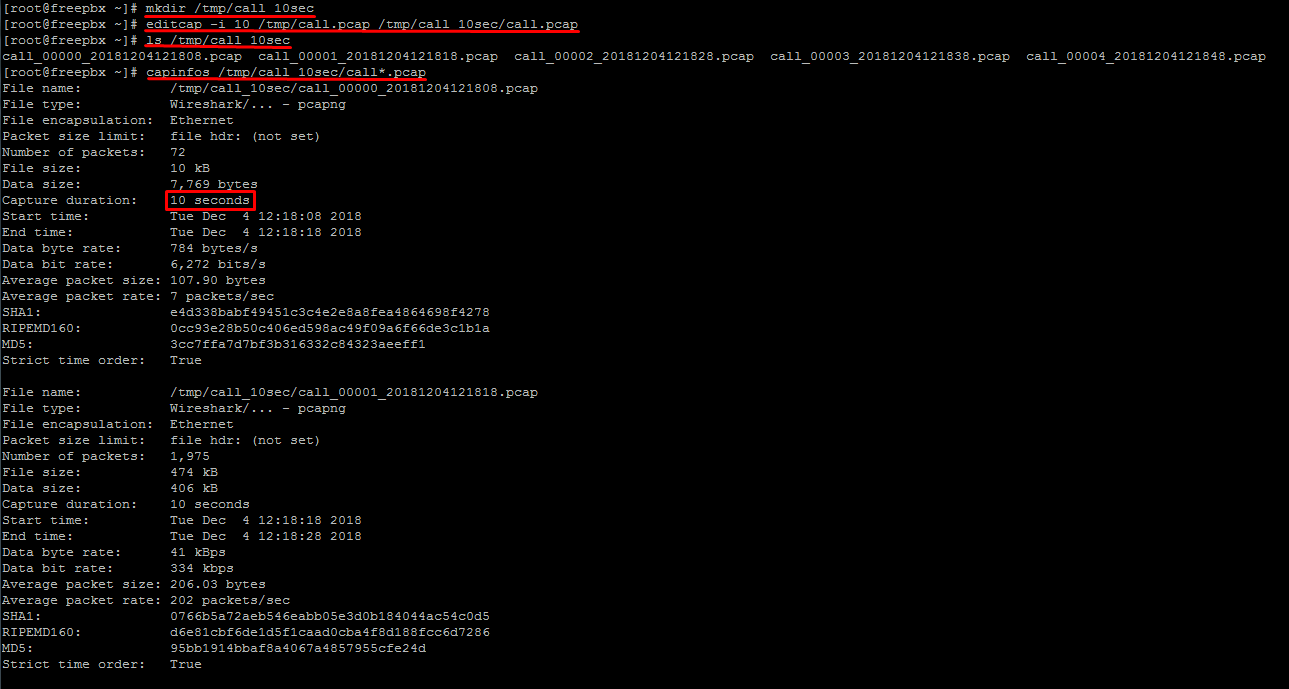 [root@freepbx ~]# mkdir /tmp/call_10sec
[root@freepbx ~]# editcap -i 10 /tmp/call.pcap /tmp/call_10sec/call.pcap
[root@freepbx ~]# ls /tmp/call_10sec
call_00000_20181204121808.pcap  call_00001_20181204121818.pcap  call_00002_20181204121828.pcap  call_00003_20181204121838.pcap  call_00004_20181204121848.pcap
[root@freepbx ~]# capinfos /tmp/call_10sec/call*.pcap
File name:           /tmp/call_10sec/call_00000_20181204121808.pcap
File type:           Wireshark/... - pcapng
File encapsulation:  Ethernet
Packet size limit:   file hdr: (not set)
Number of packets:   72
File size:           10 kB
Data size:           7,769 bytes
Capture duration:    10 seconds
Start time:          Tue Dec  4 12:18:08 2018
End time:            Tue Dec  4 12:18:18 2018
Data byte rate:      784 bytes/s
Data bit rate:       6,272 bits/s
Average packet size: 107.90 bytes
Average packet rate: 7 packets/sec
SHA1:                e4d338babf49451c3c4e2e8a8fea4864698f4278
RIPEMD160:           0cc93e28b50c406ed598ac49f09a6f66de3c1b1a
MD5:                 3cc7ffa7d7bf3b316332c84323aeeff1
Strict time order:   True
File name:           /tmp/call_10sec/call_00001_20181204121818.pcap
File type:           Wireshark/... - pcapng
File encapsulation:  Ethernet
Packet size limit:   file hdr: (not set)
Number of packets:   1,975
File size:           474 kB
Data size:           406 kB
Capture duration:    10 seconds
Start time:          Tue Dec  4 12:18:18 2018
End time:            Tue Dec  4 12:18:28 2018
Data byte rate:      41 kBps
Data bit rate:       334 kbps
Average packet size: 206.03 bytes
Average packet rate: 202 packets/sec
SHA1:                0766b5a72aeb546eabb05e3d0b184044ac54c0d5
RIPEMD160:           d6e81cbf6de1d5f1caad0cba4f8d188fcc6d7286
MD5:                 95bb1914bbaf8a4067a4857955cfe24d
Strict time order:   True